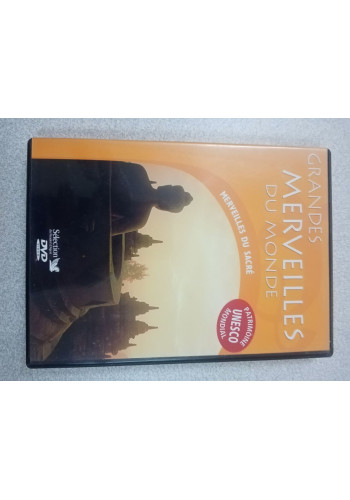 GRANDES
MERVEILLES
DU MONDE
MERVEILLES DU SACRÉ
PATRIMOINE
UNESCO
MONDIAL
Sélection
DVD